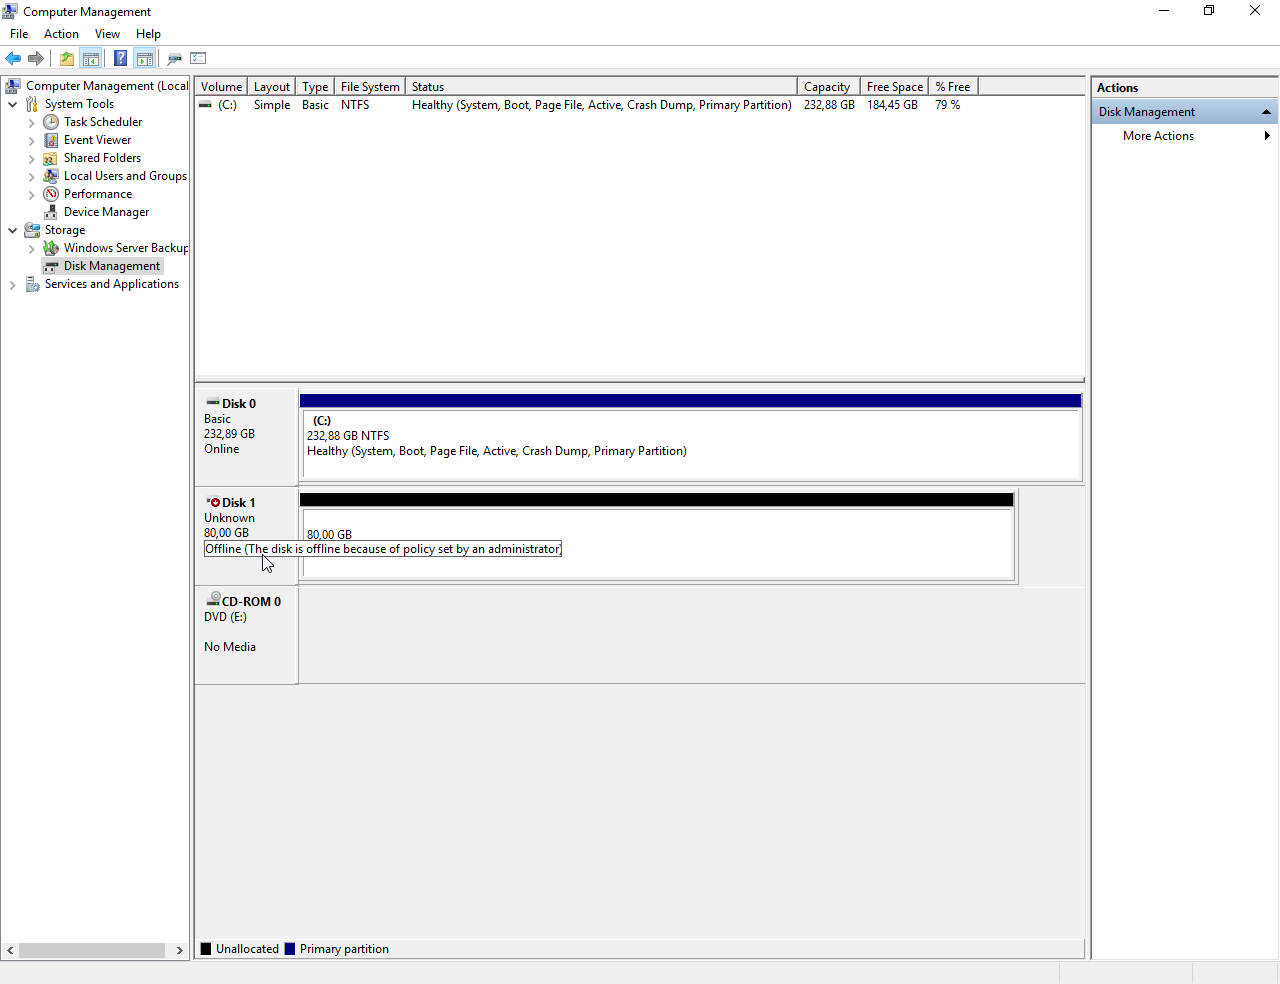 Computer Management
File Action View Help
Computer Management (Local
System Tools
Task Scheduler
Event Viewer
Shared Folders
Local Users and Groups
Performance
Device Manager
Storage
Windows Server Backup
Disk Management
Services and Applications
Volume Layout Type File System Status Capacity Free Space % Free
(C:) Simple Basic NTFS Healthy (System, Boot, Page File, Active, Crash Dump, Primary Partition) 232,88 GB 184,45 GB 79 %
Disk 0
Basic
232,89 GB
Online
(C:)
232,88 GB NTFS
Healthy (System, Boot, Page File, Active, Crash Dump, Primary Partition)
Disk 1
Unknown
80,00 GB
Offline (The disk is offline because of policy set by an administrator)
80,00 GB
CD-ROM 0
DVD (E:)
No Media
Unallocated Primary partition
Actions
Disk Management
More Actions